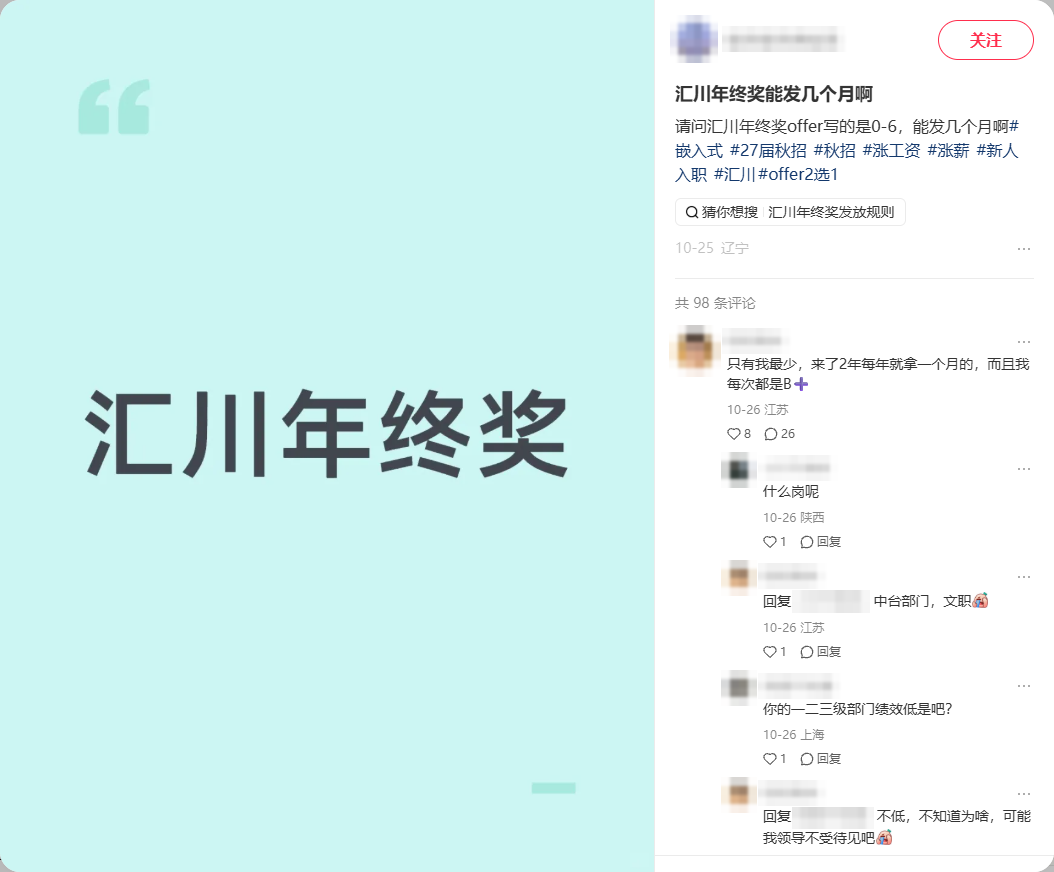 汇川年终奖
关注
汇川年终奖能发几个月啊
请问汇川年终奖offer写的是0-6，能发几个月啊#
嵌入式 #27届秋招 #秋招 #涨工资 #涨薪 #新人
入职 #汇川#offer2选1
猜你想搜 汇川年终奖发放规则
10-25 辽宁
共 98 条评论
只有我最少，来了2年每年就拿一个月的，而且我
每次都是B➕
10-26 江苏
8 26
什么岗呢
10-26 陕西
1 回复
回复 中台部门，文职
10-26 江苏
1 回复
你的一二三级部门绩效低是吧？
10-26 上海
1 回复
回复 不低，不知道为啥，可能
我领导不受待见吧